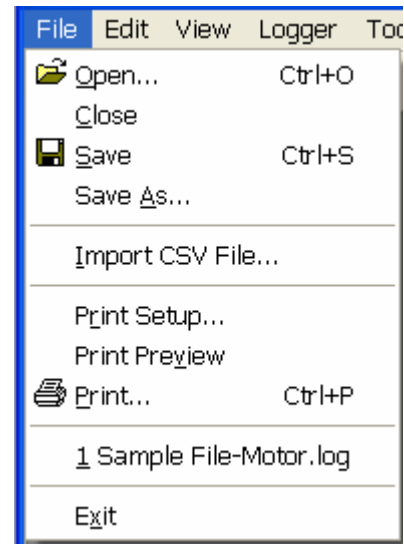 File Edit View Logger Too
Open... Ctrl+O
Close
Save Ctrl+S
Save As...
Import CSV File...
Print Setup...
Print Preview
Print... Ctrl+P
1 Sample File-Motor.log
Exit